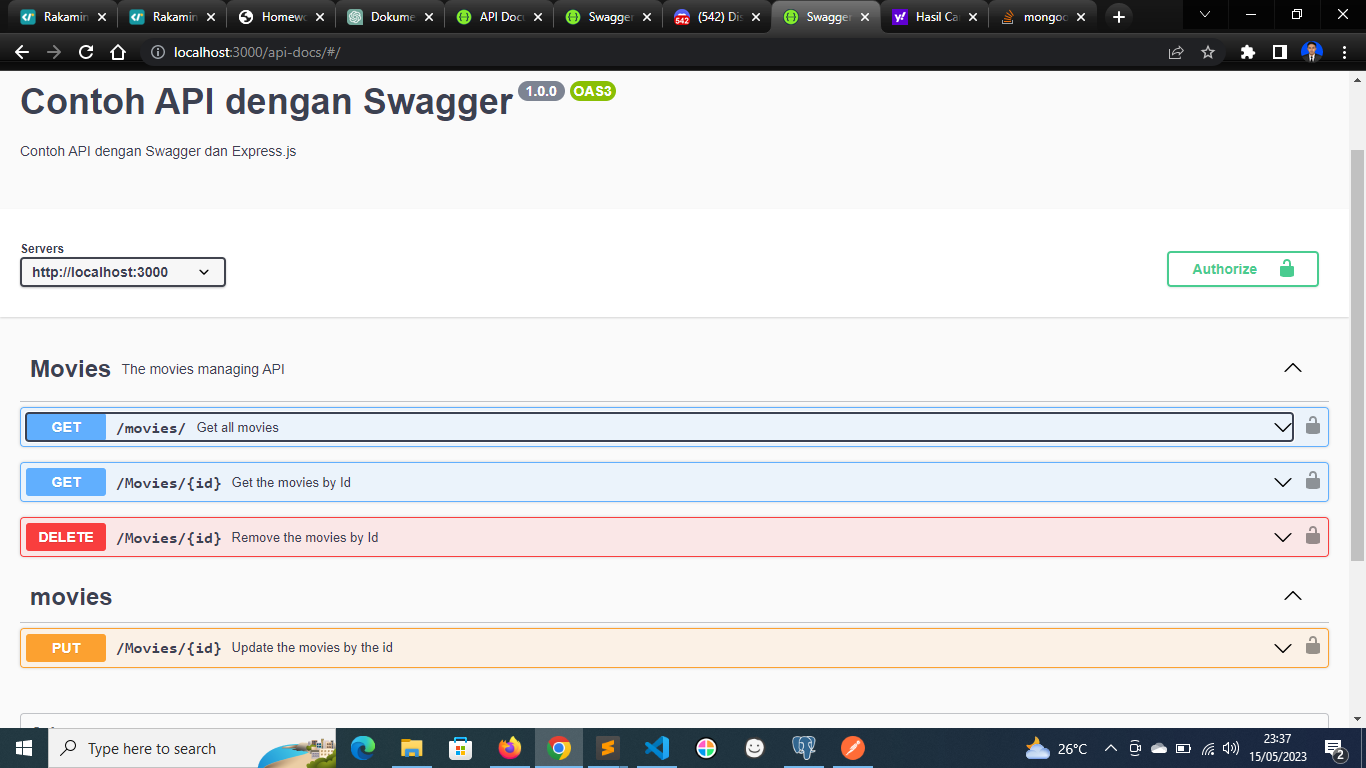 Rakamin
Rakamin
Homewo
Dokume
API Doc
Swagger
(542) Dis
Swagger
Hasil Ca
mongoo
localhost:3000/api-docs/#/
Contoh API dengan Swagger 1.0.0 OAS3
Contoh API dengan Swagger dan Express.js
Servers
http://localhost:3000
Authorize
Movies The movies managing API
GET /movies/ Get all movies
GET /Movies/{id} Get the movies by Id
DELETE /Movies/{id} Remove the movies by Id
movies
PUT /Movies/{id} Update the movies by the id
Type here to search
26°C
23:37
15/05/2023
2